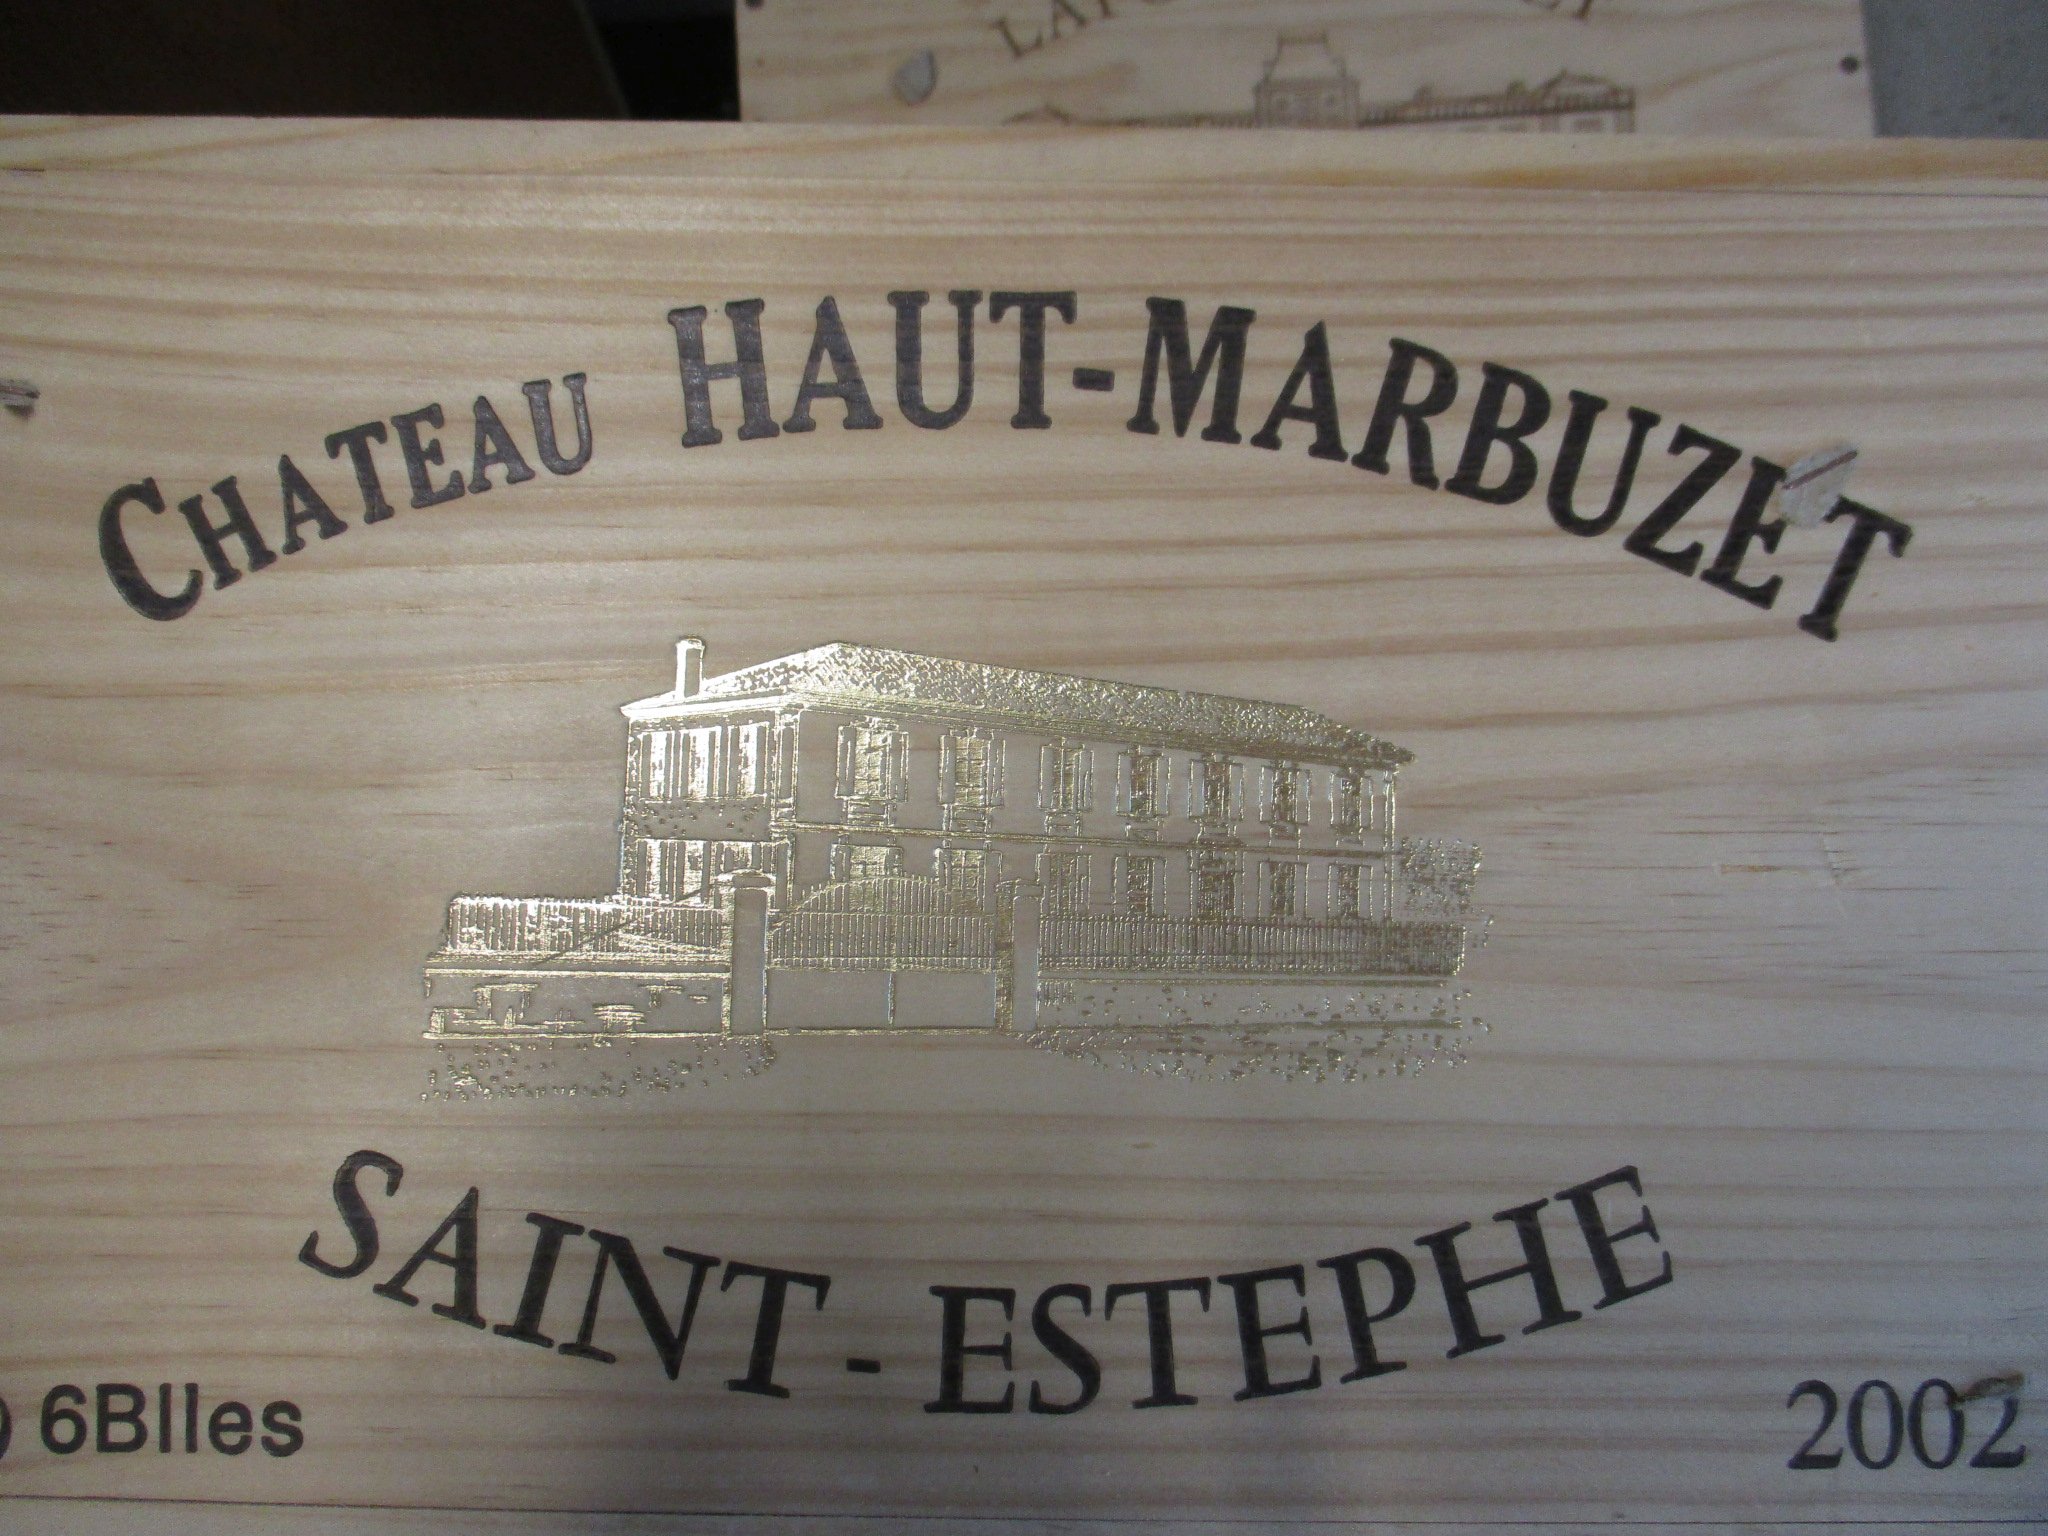 CHATEAU HAUT-MARBUZET
SAINT-ESTEPHE
) 6Blles
2002